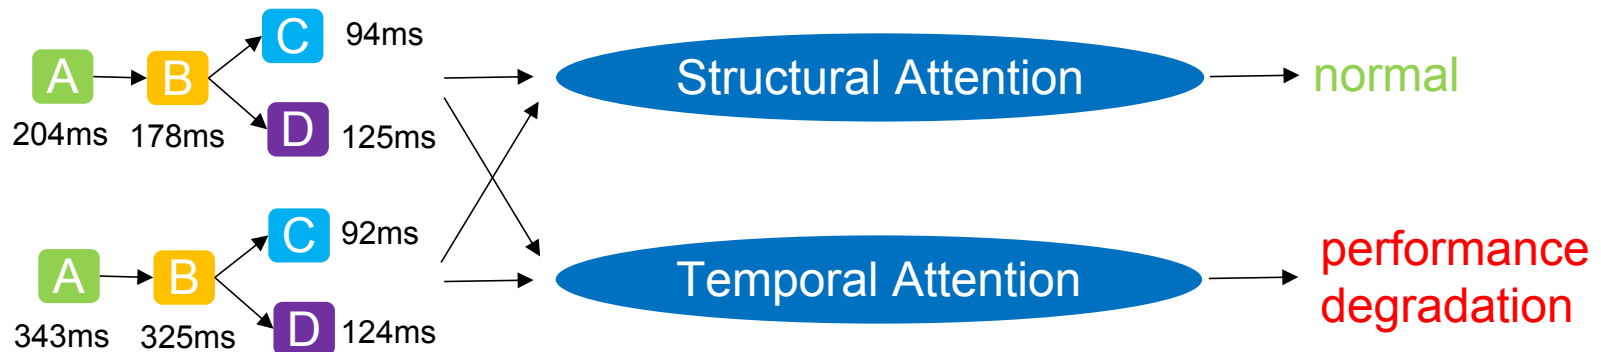 C 94ms
A B Structural Attention normal
D 125ms
204ms 178ms
C 92ms
A B Temporal Attention performance
degradation
D 124ms
343ms 325ms